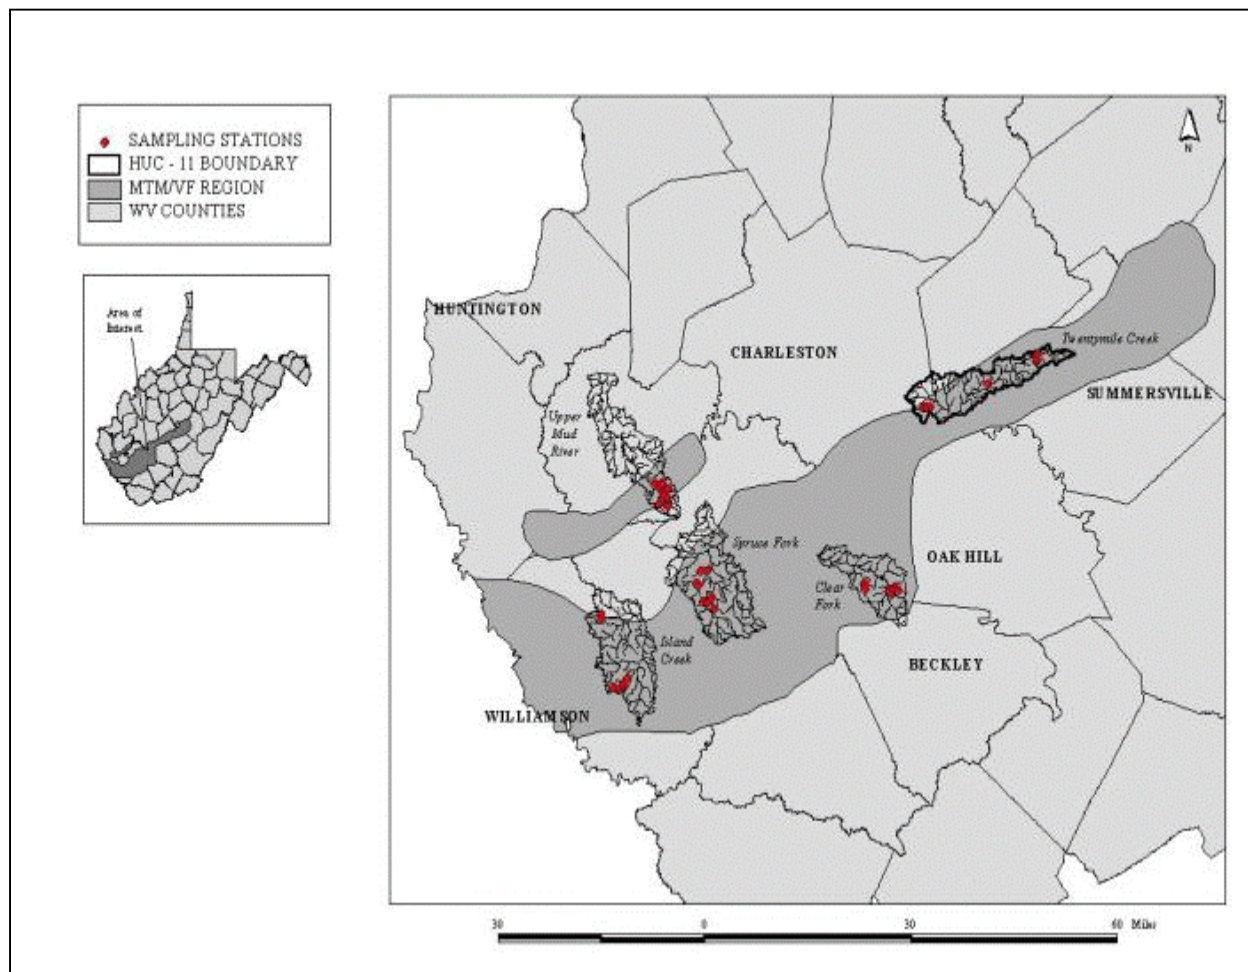 SAMPLING STATIONS
HUC - 11 BOUNDARY
MTM/VF REGION
WV COUNTIES
Area of
Interest
N
HUNTINGTON
CHARLESTON
Twentymile Creek
SUMMERSVILLE
Upper
Mud
River
Spruce Fork
OAK HILL
Clear
Fork
Island
Creek
BECKLEY
WILLIAMSON
30 0 30 60 Miles